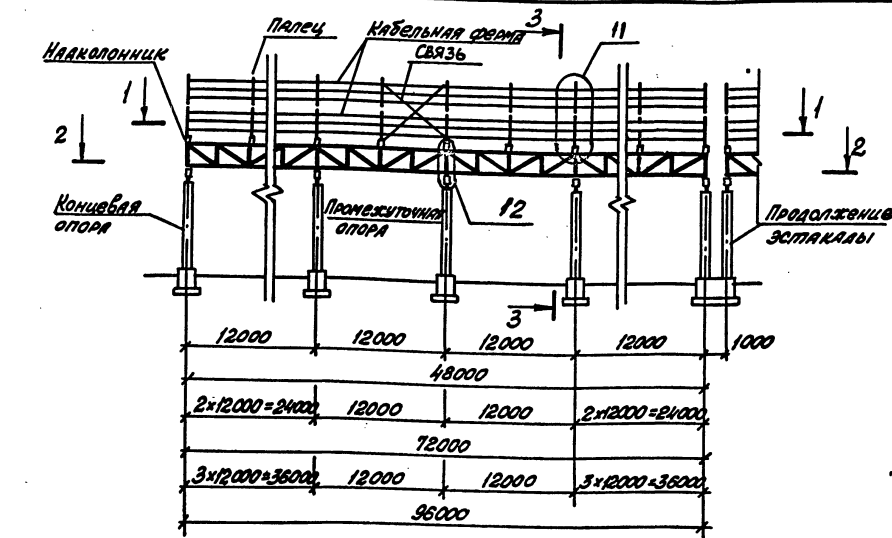 3
11
Палец
Кабельная ферма
связь
Надколонник
1
1
2
2
Концевая
опора
Промежуточная
опора
12
Продолжение
эстакады
3
12000 12000 12000 12000 1000
48000
2×12000=24000 12000 12000 2×12000=24000
72000
3×12000=36000 12000 12000 3×12000=36000
96000